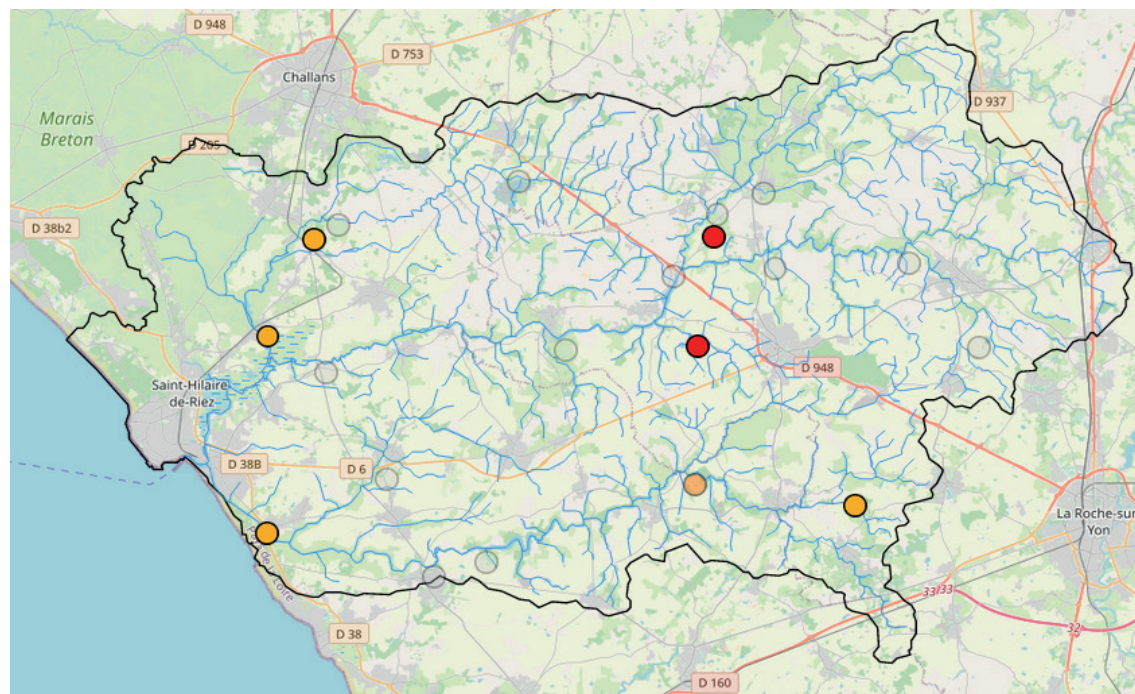 D 948
D 753
Challans
Marais
Breton
D 205
D 937
D 38b2
D 948
Saint-Hilaire-
de-Riez
D 38B
D 6
La Roche-sur-
Yon
33/33
32
D 38
D 160